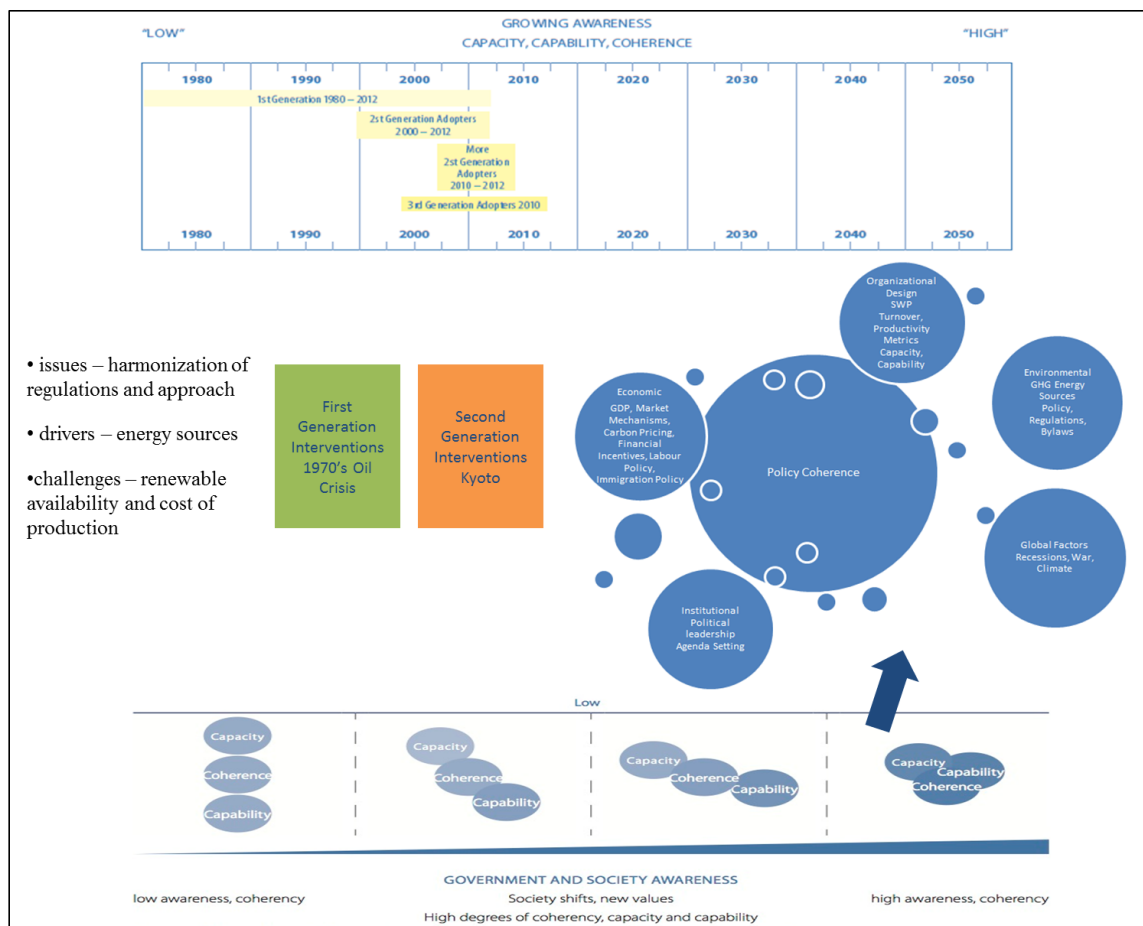 GROWING AWARENESS
"LOW"
"HIGH"
CAPACITY, CAPABILITY, COHERENCE
1980 1990 2000 2010 2020 2030 2040 2050
1st Generation 1980 – 2012
2st Generation Adopters
2000 – 2012
More
2st Generation
Adopters
2010 – 2012
3rd Generation Adopters 2010
1980 1990 2000 2010 2020 2030 2040 2050
• issues – harmonization of
regulations and approach
• drivers – energy sources
•challenges – renewable
availability and cost of
production
First
Generation
Interventions
1970's Oil
Crisis
Second
Generation
Interventions
Kyoto
Economic
GDP, Market
Mechanisms,
Carbon Pricing,
Financial
Incentives, Labour
Policy,
Immigration Policy
Policy Coherence
Organizational
Design
SWP
Turnover,
Productivity
Metrics
Capacity,
Capability
Environmental
GHG Energy
Sources
Policy,
Regulations,
Bylaws
Global Factors
Recessions, War,
Climate
Institutional
Political
leadership
Agenda Setting
Low
Capacity
Coherence
Capability
Capacity
Coherence
Capability
Capacity
Coherence
Capability
Capacity
Capability
Coherence
GOVERNMENT AND SOCIETY AWARENESS
low awareness, coherency
Society shifts, new values
high awareness, coherency
High degrees of coherency, capacity and capability